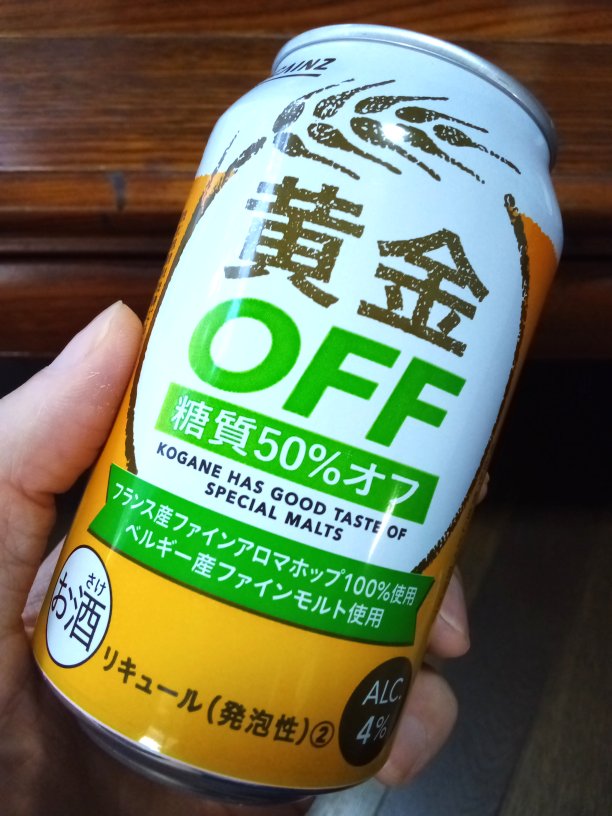 CAINZ
黄金
OFF
糖質50%オフ
KOGANE HAS GOOD TASTE OF
SPECIAL MALTS
フランス産ファインアロマホップ100%使用
ベルギー産ファインモルト使用
さけ
お酒
リキュール(発泡性)②
ALC.
4%